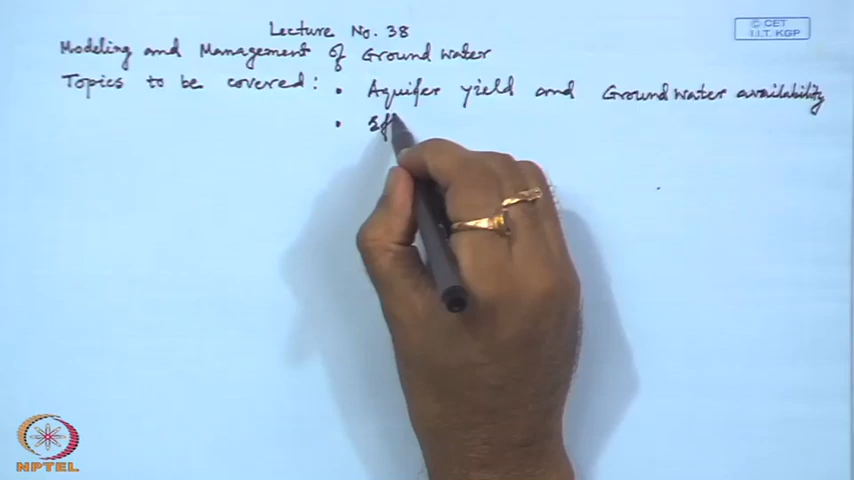 Lecture No. 38
© CET
I.I.T. KGP
Modeling and Management of Ground water
Topics to be covered : • Aquifer yield and Ground water availability
• Eff
NPTEL